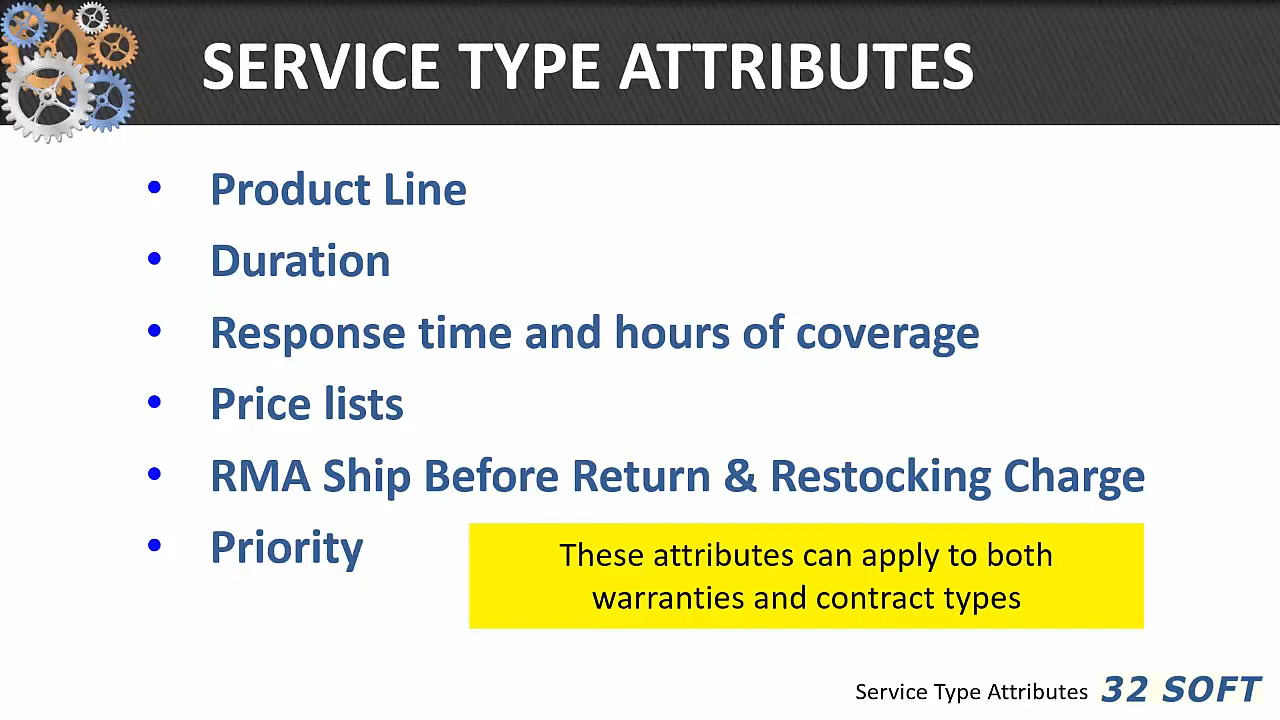 SERVICE TYPE ATTRIBUTES
• Product Line
• Duration
• Response time and hours of coverage
• Price lists
• RMA Ship Before Return & Restocking Charge
• Priority
These attributes can apply to both
warranties and contract types
Service Type Attributes 32 SOFT